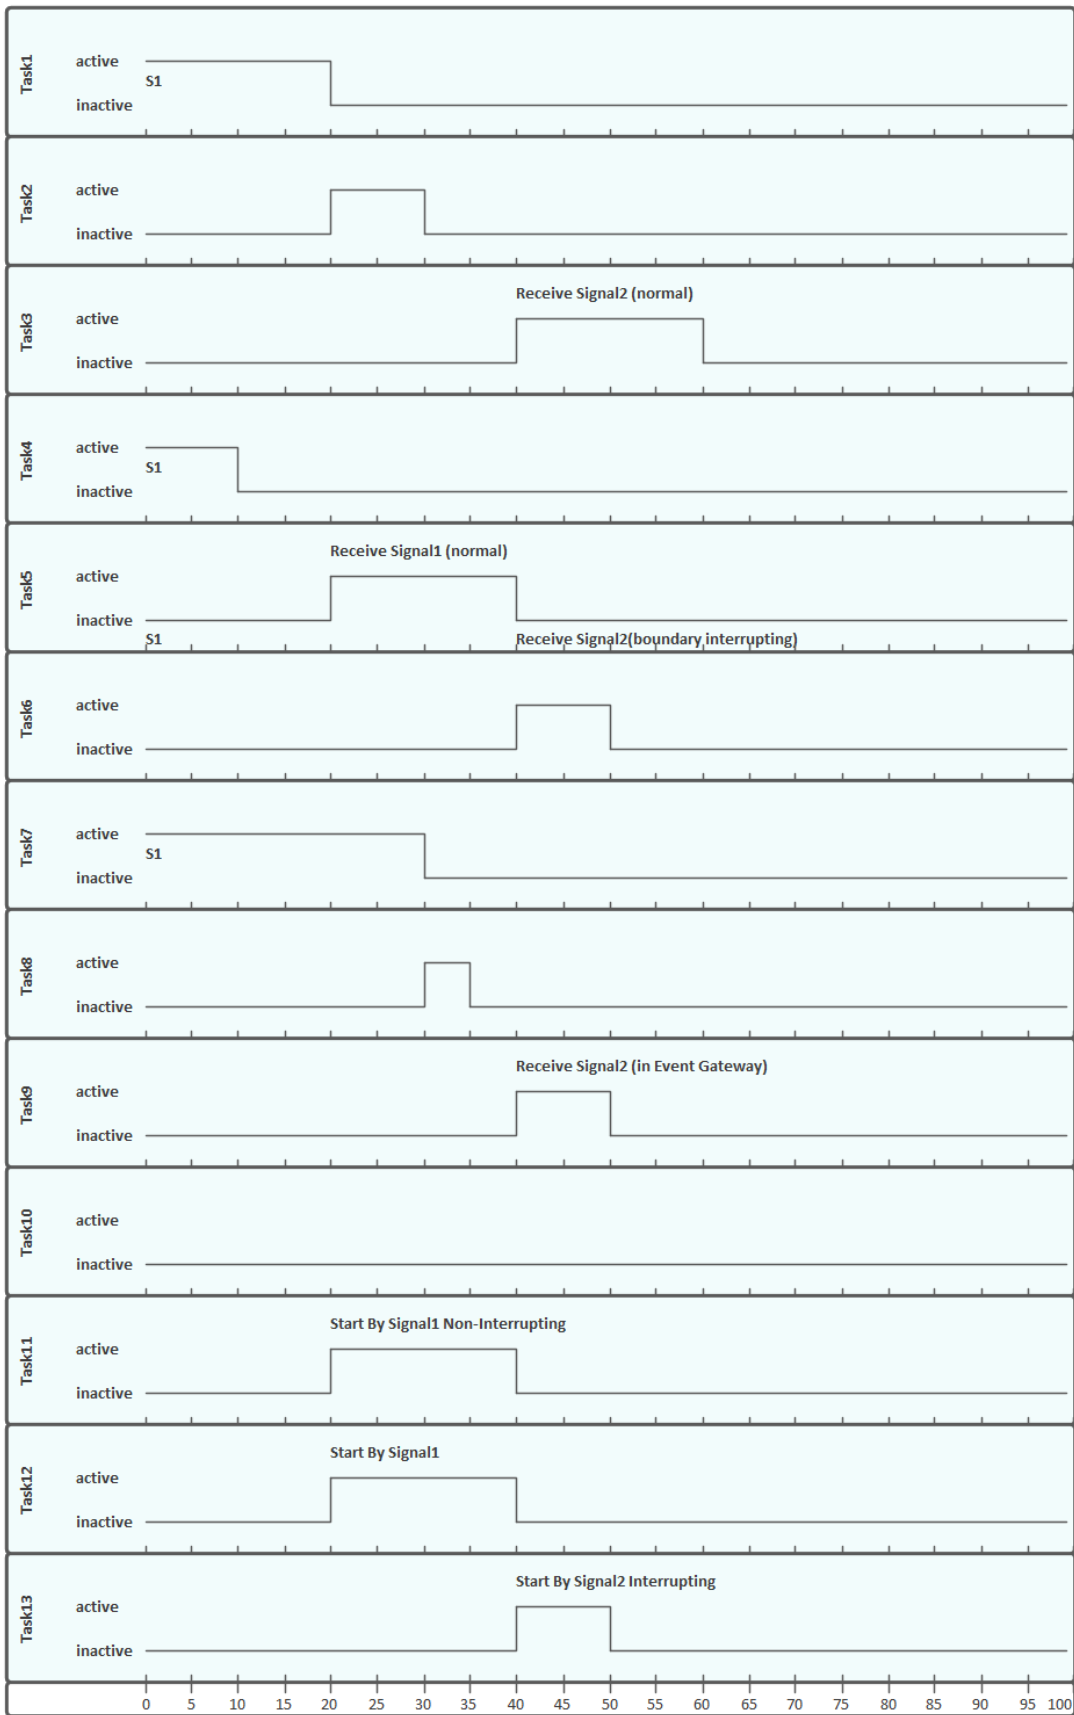 Task1
active
S1
inactive
Task2
active
inactive
Task3
Receive Signal2 (normal)
active
inactive
Task4
active
S1
inactive
Task5
Receive Signal1 (normal)
active
inactive
S1 Receive Signal2(boundary,interrupting)
Task6
active
inactive
Task7
active
S1
inactive
Task8
active
inactive
Task9
Receive Signal2 (in Event Gateway)
active
inactive
Task10
active
inactive
Task11
Start By Signal1 Non-Interrupting
active
inactive
Task12
Start By Signal1
active
inactive
Task13
Start By Signal2 Interrupting
active
inactive
0 5 10 15 20 25 30 35 40 45 50 55 60 65 70 75 80 85 90 95 100